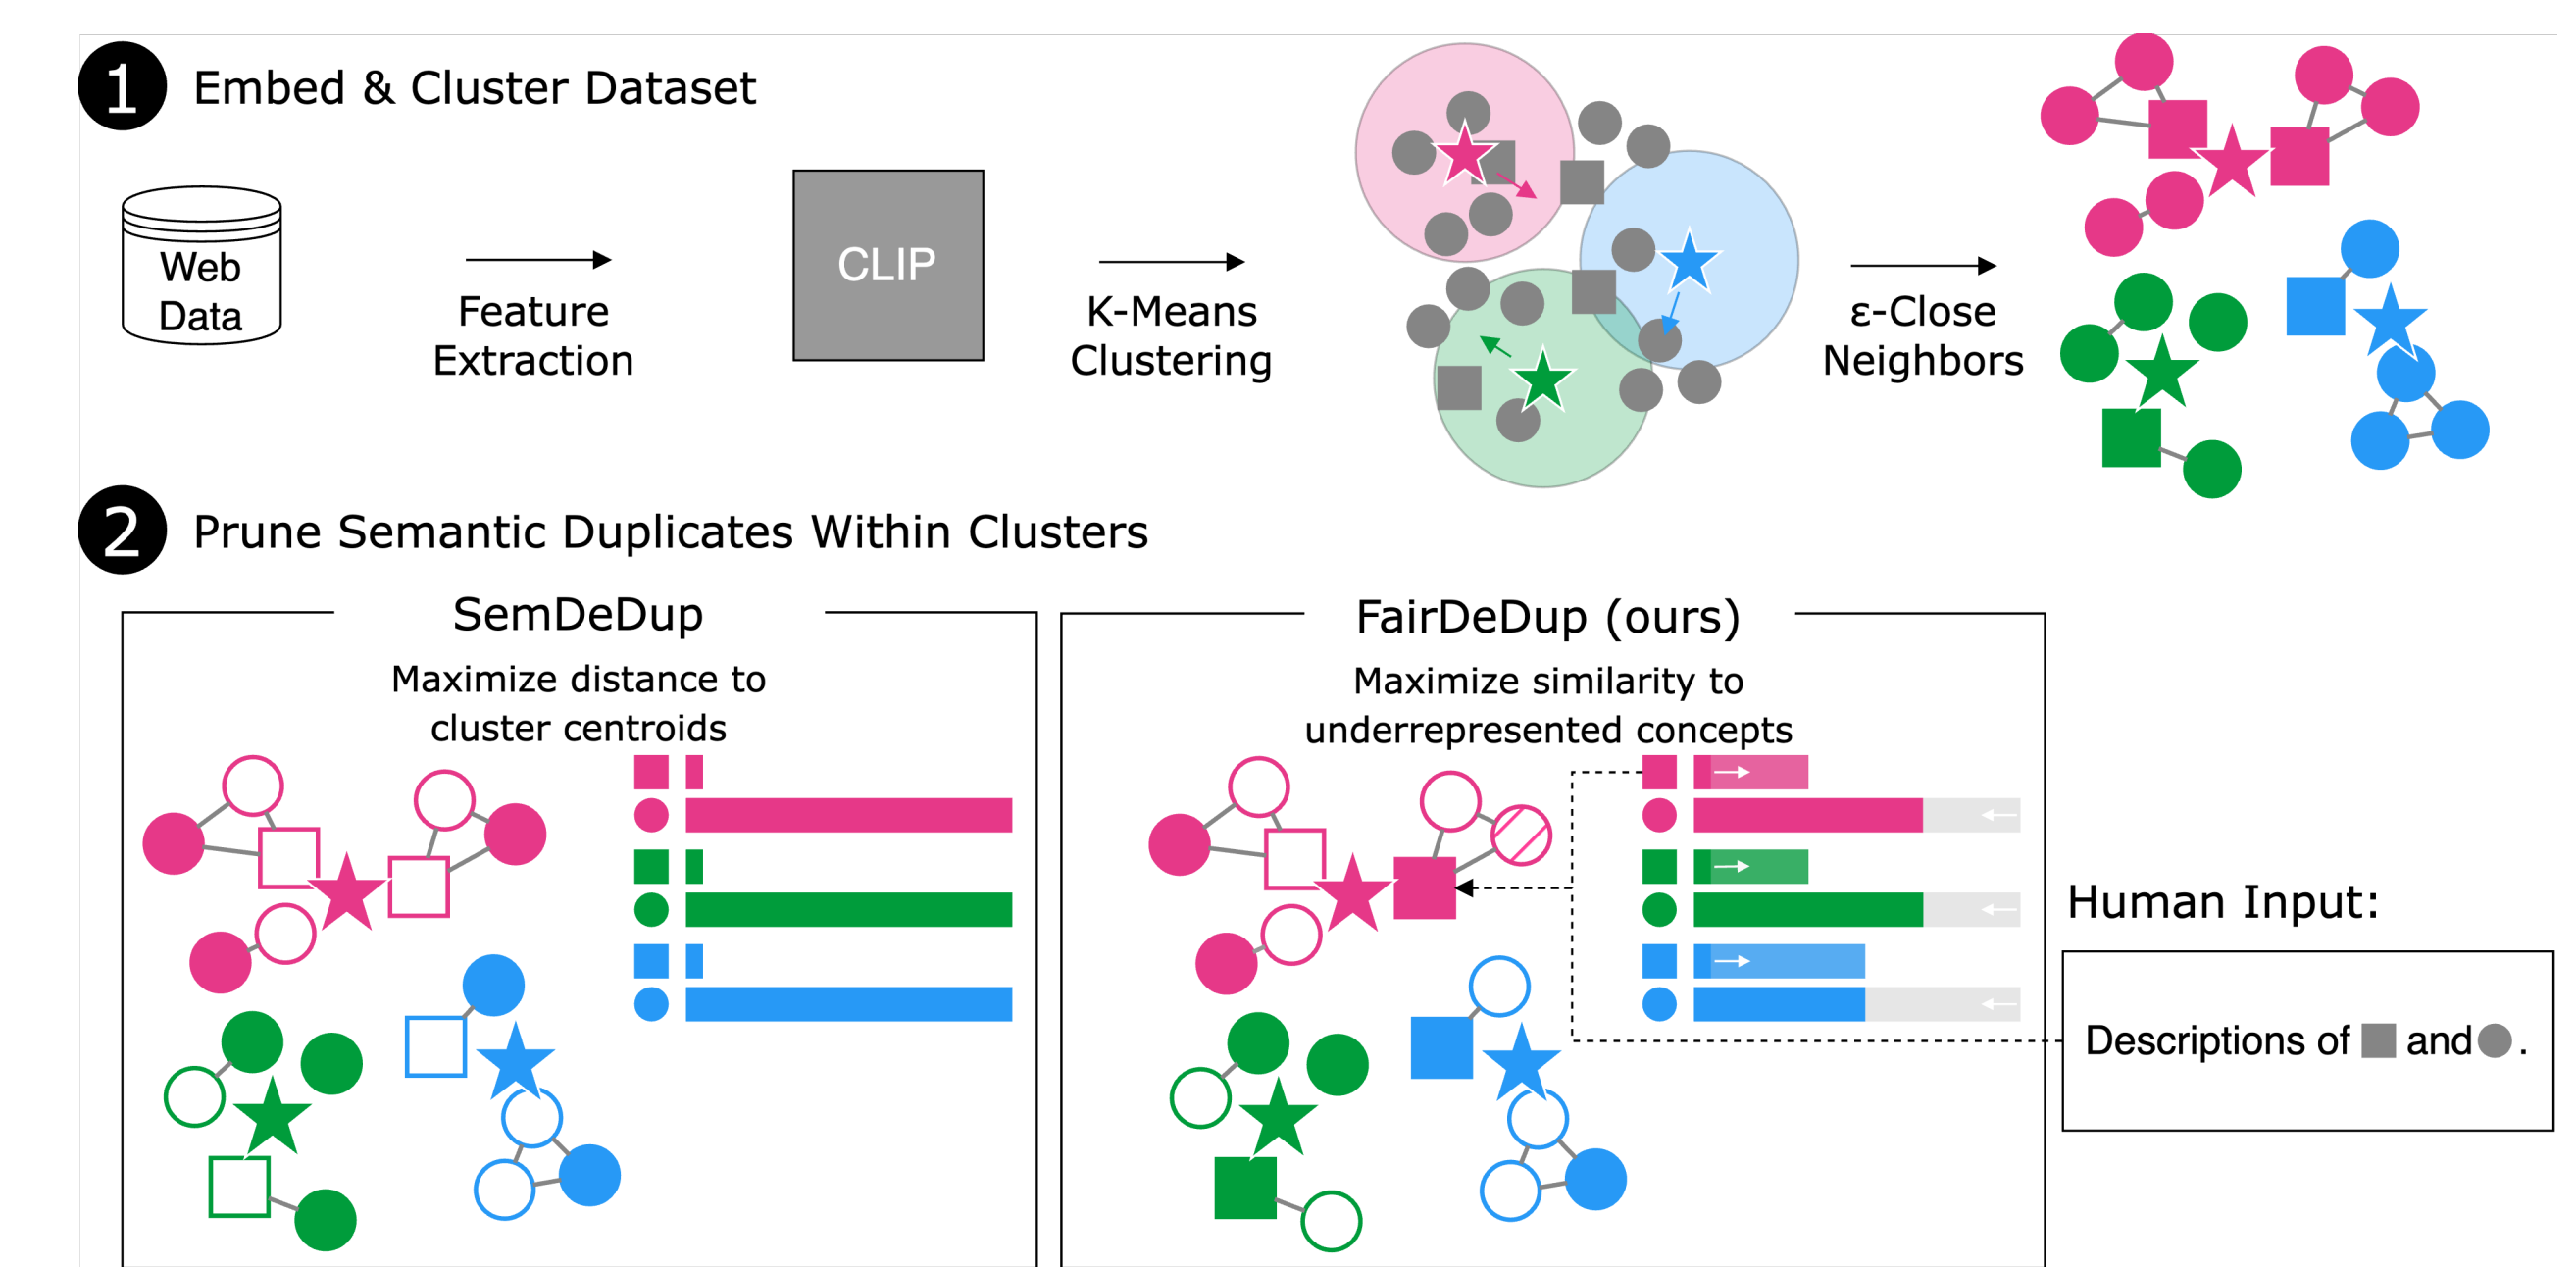 1 Embed & Cluster Dataset
Web
Data
Feature
Extraction
CLIP
K-Means
Clustering
ε-Close
Neighbors
2 Prune Semantic Duplicates Within Clusters
SemDeDup
Maximize distance to
cluster centroids
FairDeDup (ours)
Maximize similarity to
underrepresented concepts
Human Input:
Descriptions of and .